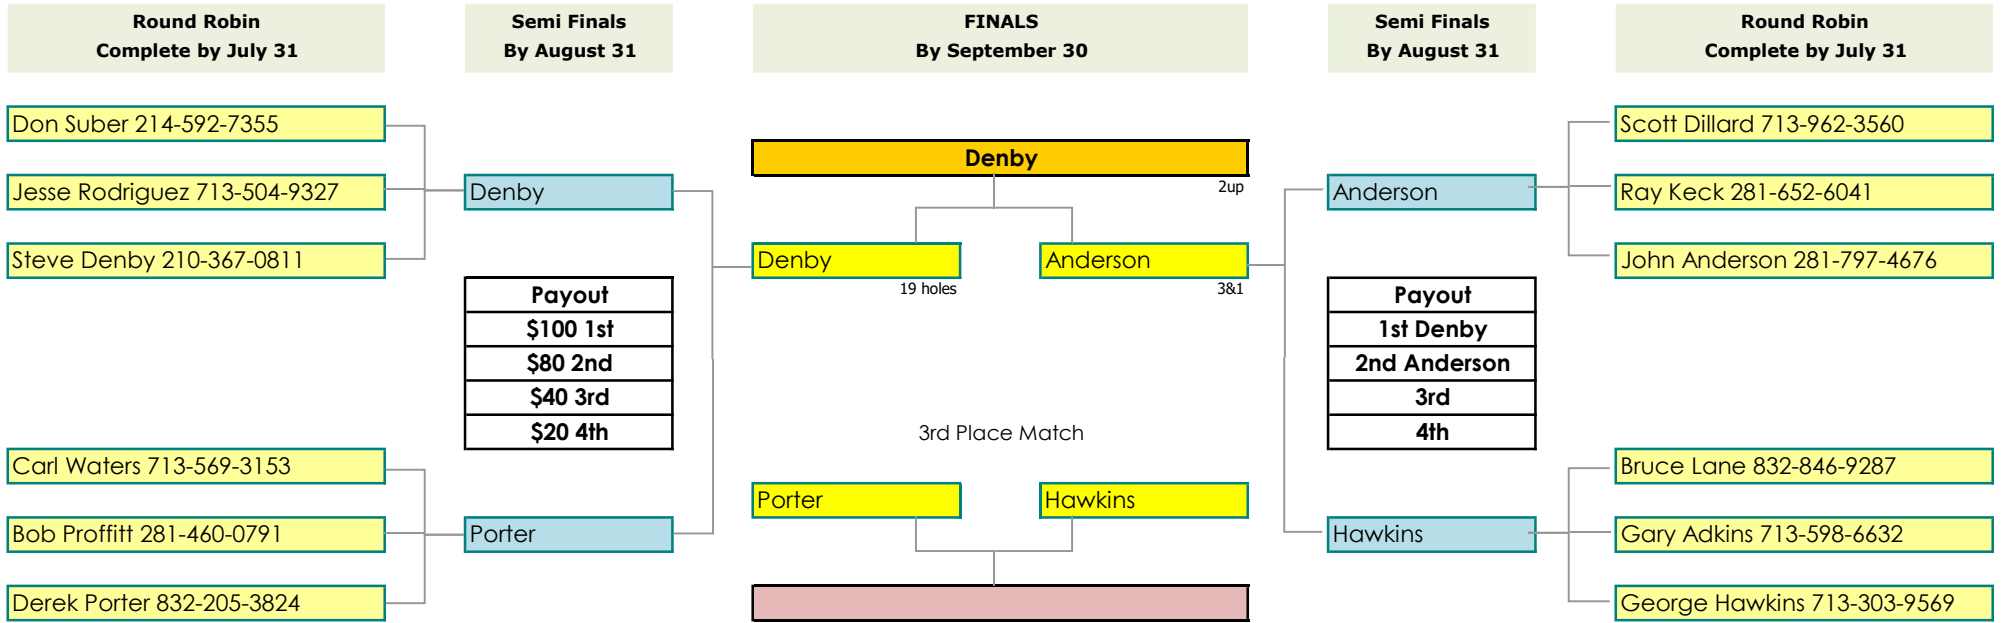 Round Robin
Complete by July 31
Semi Finals
By August 31
FINALS
By September 30
Semi Finals
By August 31
Round Robin
Complete by July 31
Don Suber 214-592-7355
Jesse Rodriguez 713-504-9327
Steve Denby 210-367-0811
Denby
Denby
2up
Denby
19 holes
Anderson
3&1
Anderson
Scott Dillard 713-962-3560
Ray Keck 281-652-6041
John Anderson 281-797-4676
Payout
$100 1st
$80 2nd
$40 3rd
$20 4th
Payout
1st Denby
2nd Anderson
3rd
4th
3rd Place Match
Carl Waters 713-569-3153
Bob Proffitt 281-460-0791
Derek Porter 832-205-3824
Porter
Porter
Hawkins
Hawkins
Bruce Lane 832-846-9287
Gary Adkins 713-598-6632
George Hawkins 713-303-9569